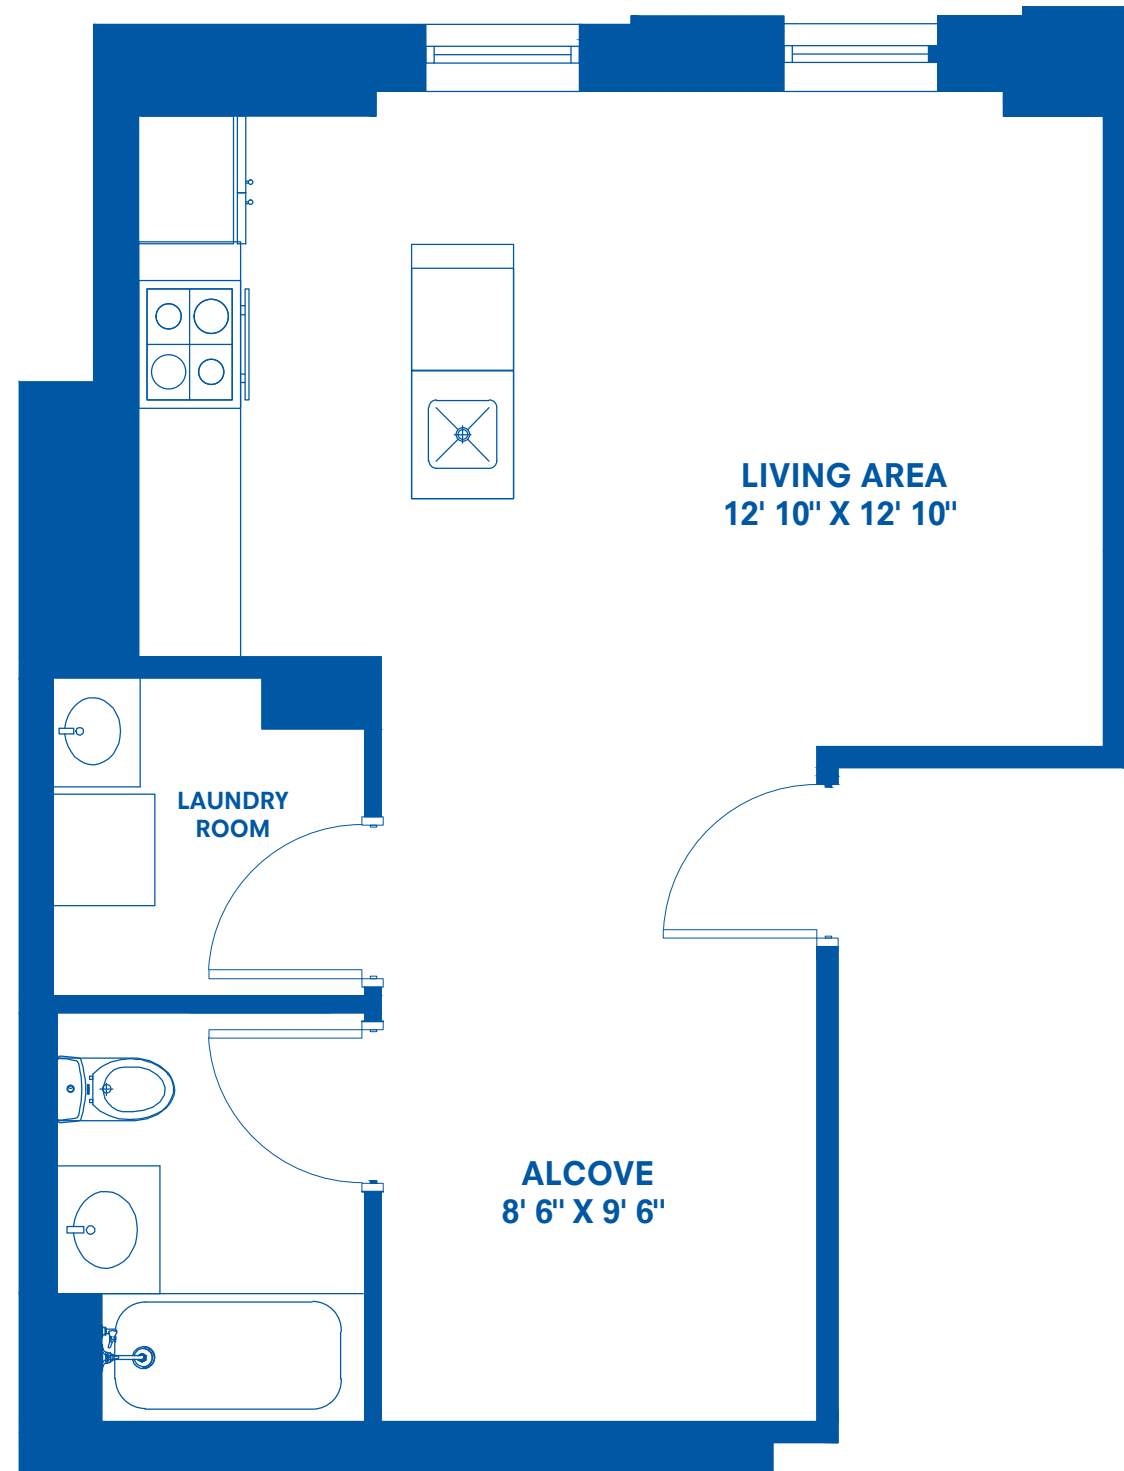 LIVING AREA
12' 10" X 12' 10"
LAUNDRY
ROOM
ALCOVE
8' 6" X 9' 6"